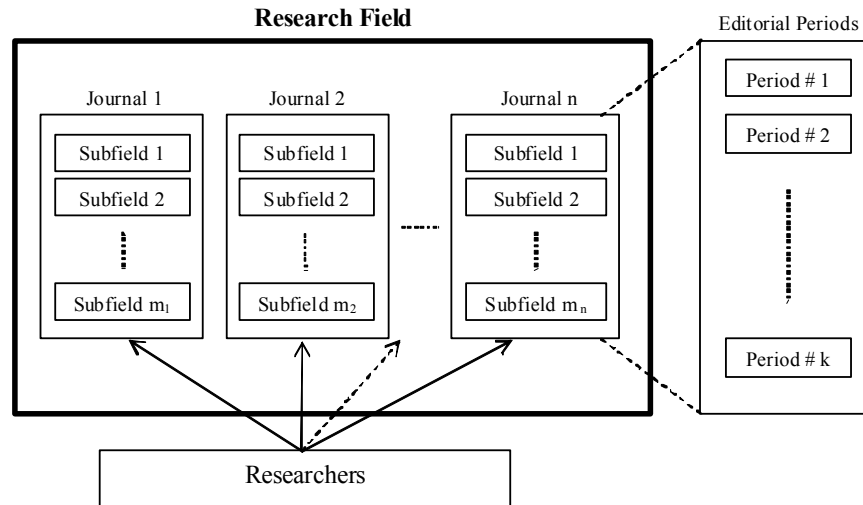 Research Field
Editorial Periods
Journal 1
Subfield 1
Subfield 2
Subfield m₁
Journal 2
Subfield 1
Subfield 2
Subfield m₂
Journal n
Subfield 1
Subfield 2
Subfield mₙ
Period # 1
Period # 2
Period # k
Researchers